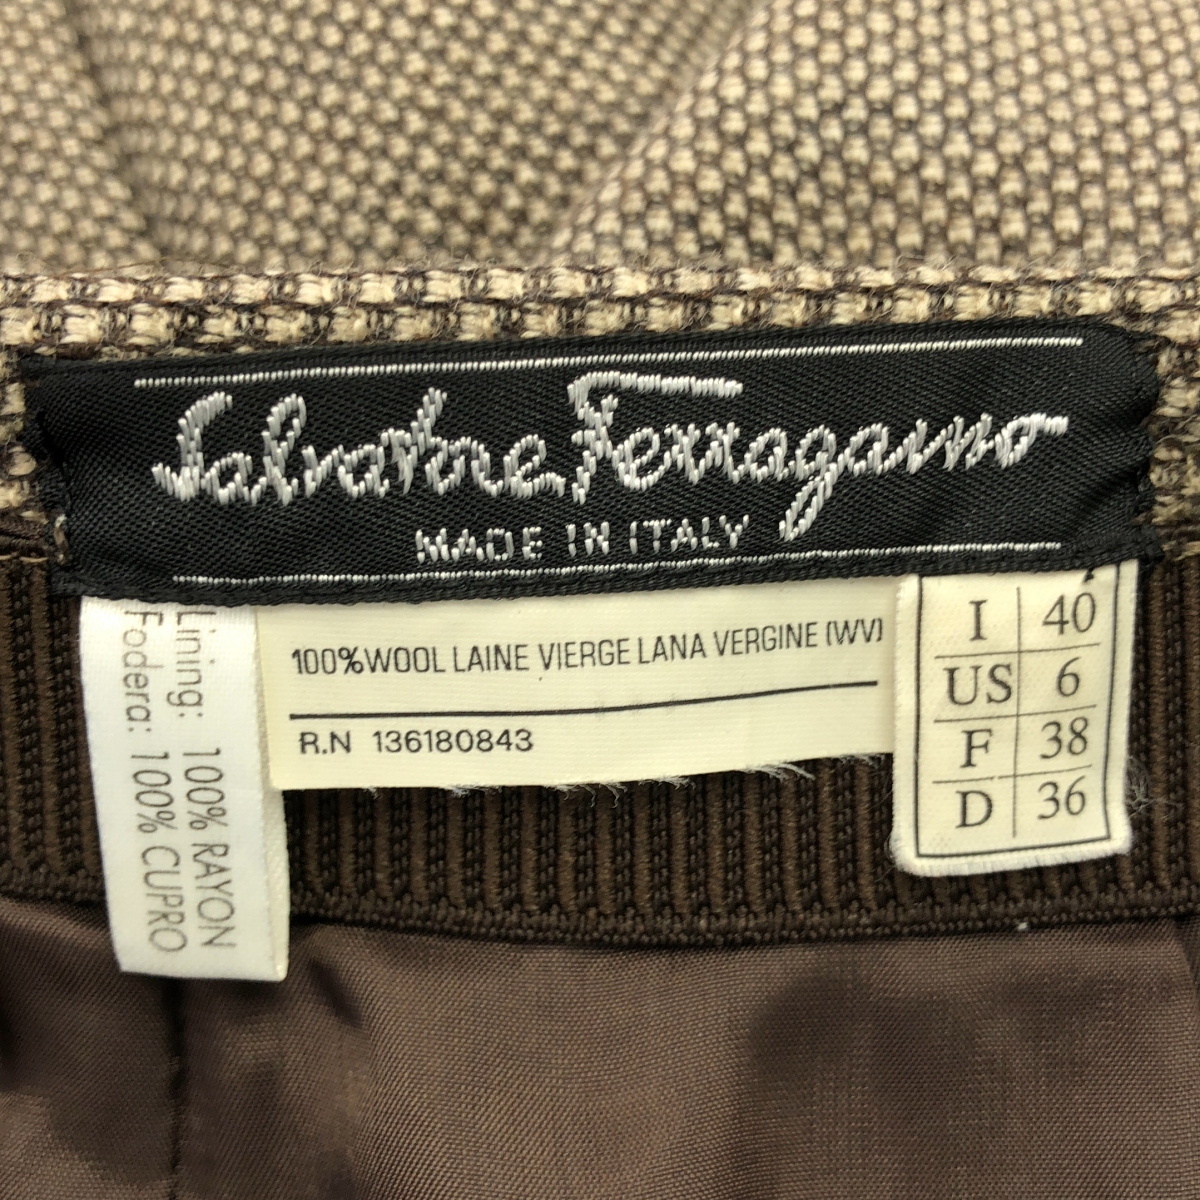 Salvatore Ferragamo
MADE IN ITALY
Lining: 100% RAYON
Fodera: 100% CUPRO
100%WOOL LAINE VIERGE LANA VERGINE (WV)
R.N 136180843
I 40
US 6
F 38
D 36